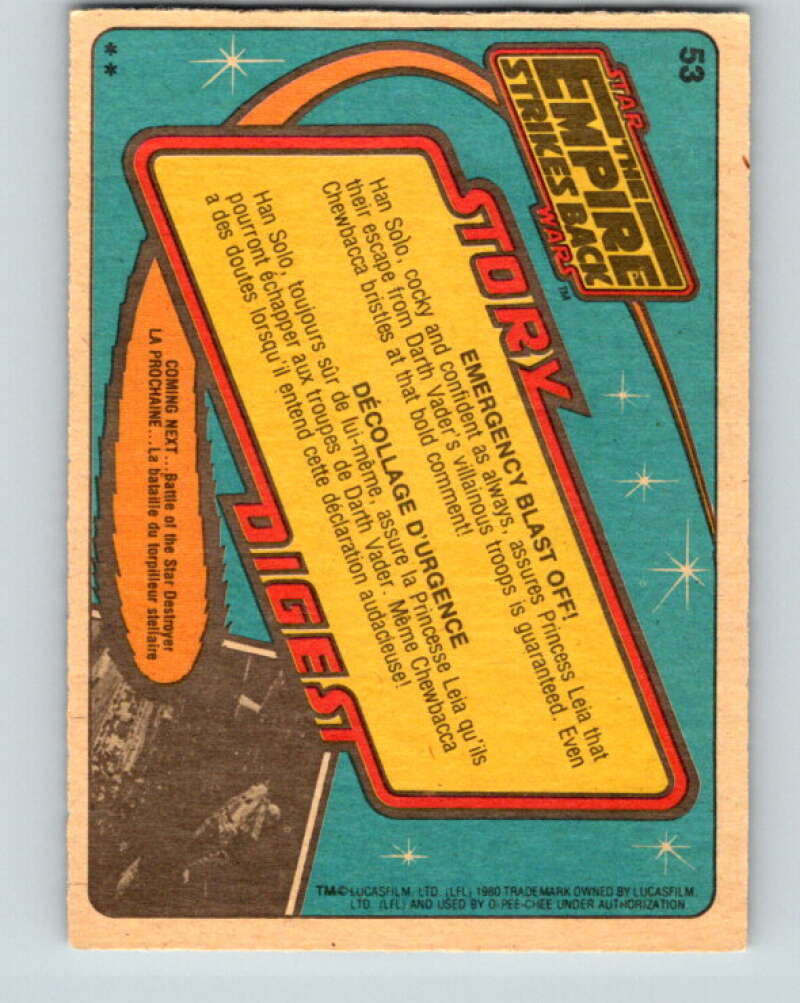 53
STAR
THE
EMPIRE
STRIKES BACK
WARS™
STORY
EMERGENCY BLAST OFF!
Han Solo, cocky and confident as always, assures Princess Leia that
their escape from Darth Vader's villainous troops is guaranteed. Even
Chewbacca bristles at that bold comment!
DÉCOLLAGE D'URGENCE
Han Solo, toujours sûr de lui-même, assure la Princesse Leia qu'ils
pourront échapper aux troupes de Darth Vader. Même Chewbacca
a des doutes lorsqu'il entend cette déclaration audacieuse!
DIGEST
COMING NEXT...Battle of the Star Destroyer
LA PROCHAINE...La bataille du torpilleur stellaire
**
TM© LUCASFILM, LTD. (LFL) 1980 TRADEMARK OWNED BY LUCASFILM,
LTD. (LFL) AND USED BY O-PEE-CHEE UNDER AUTHORIZATION.